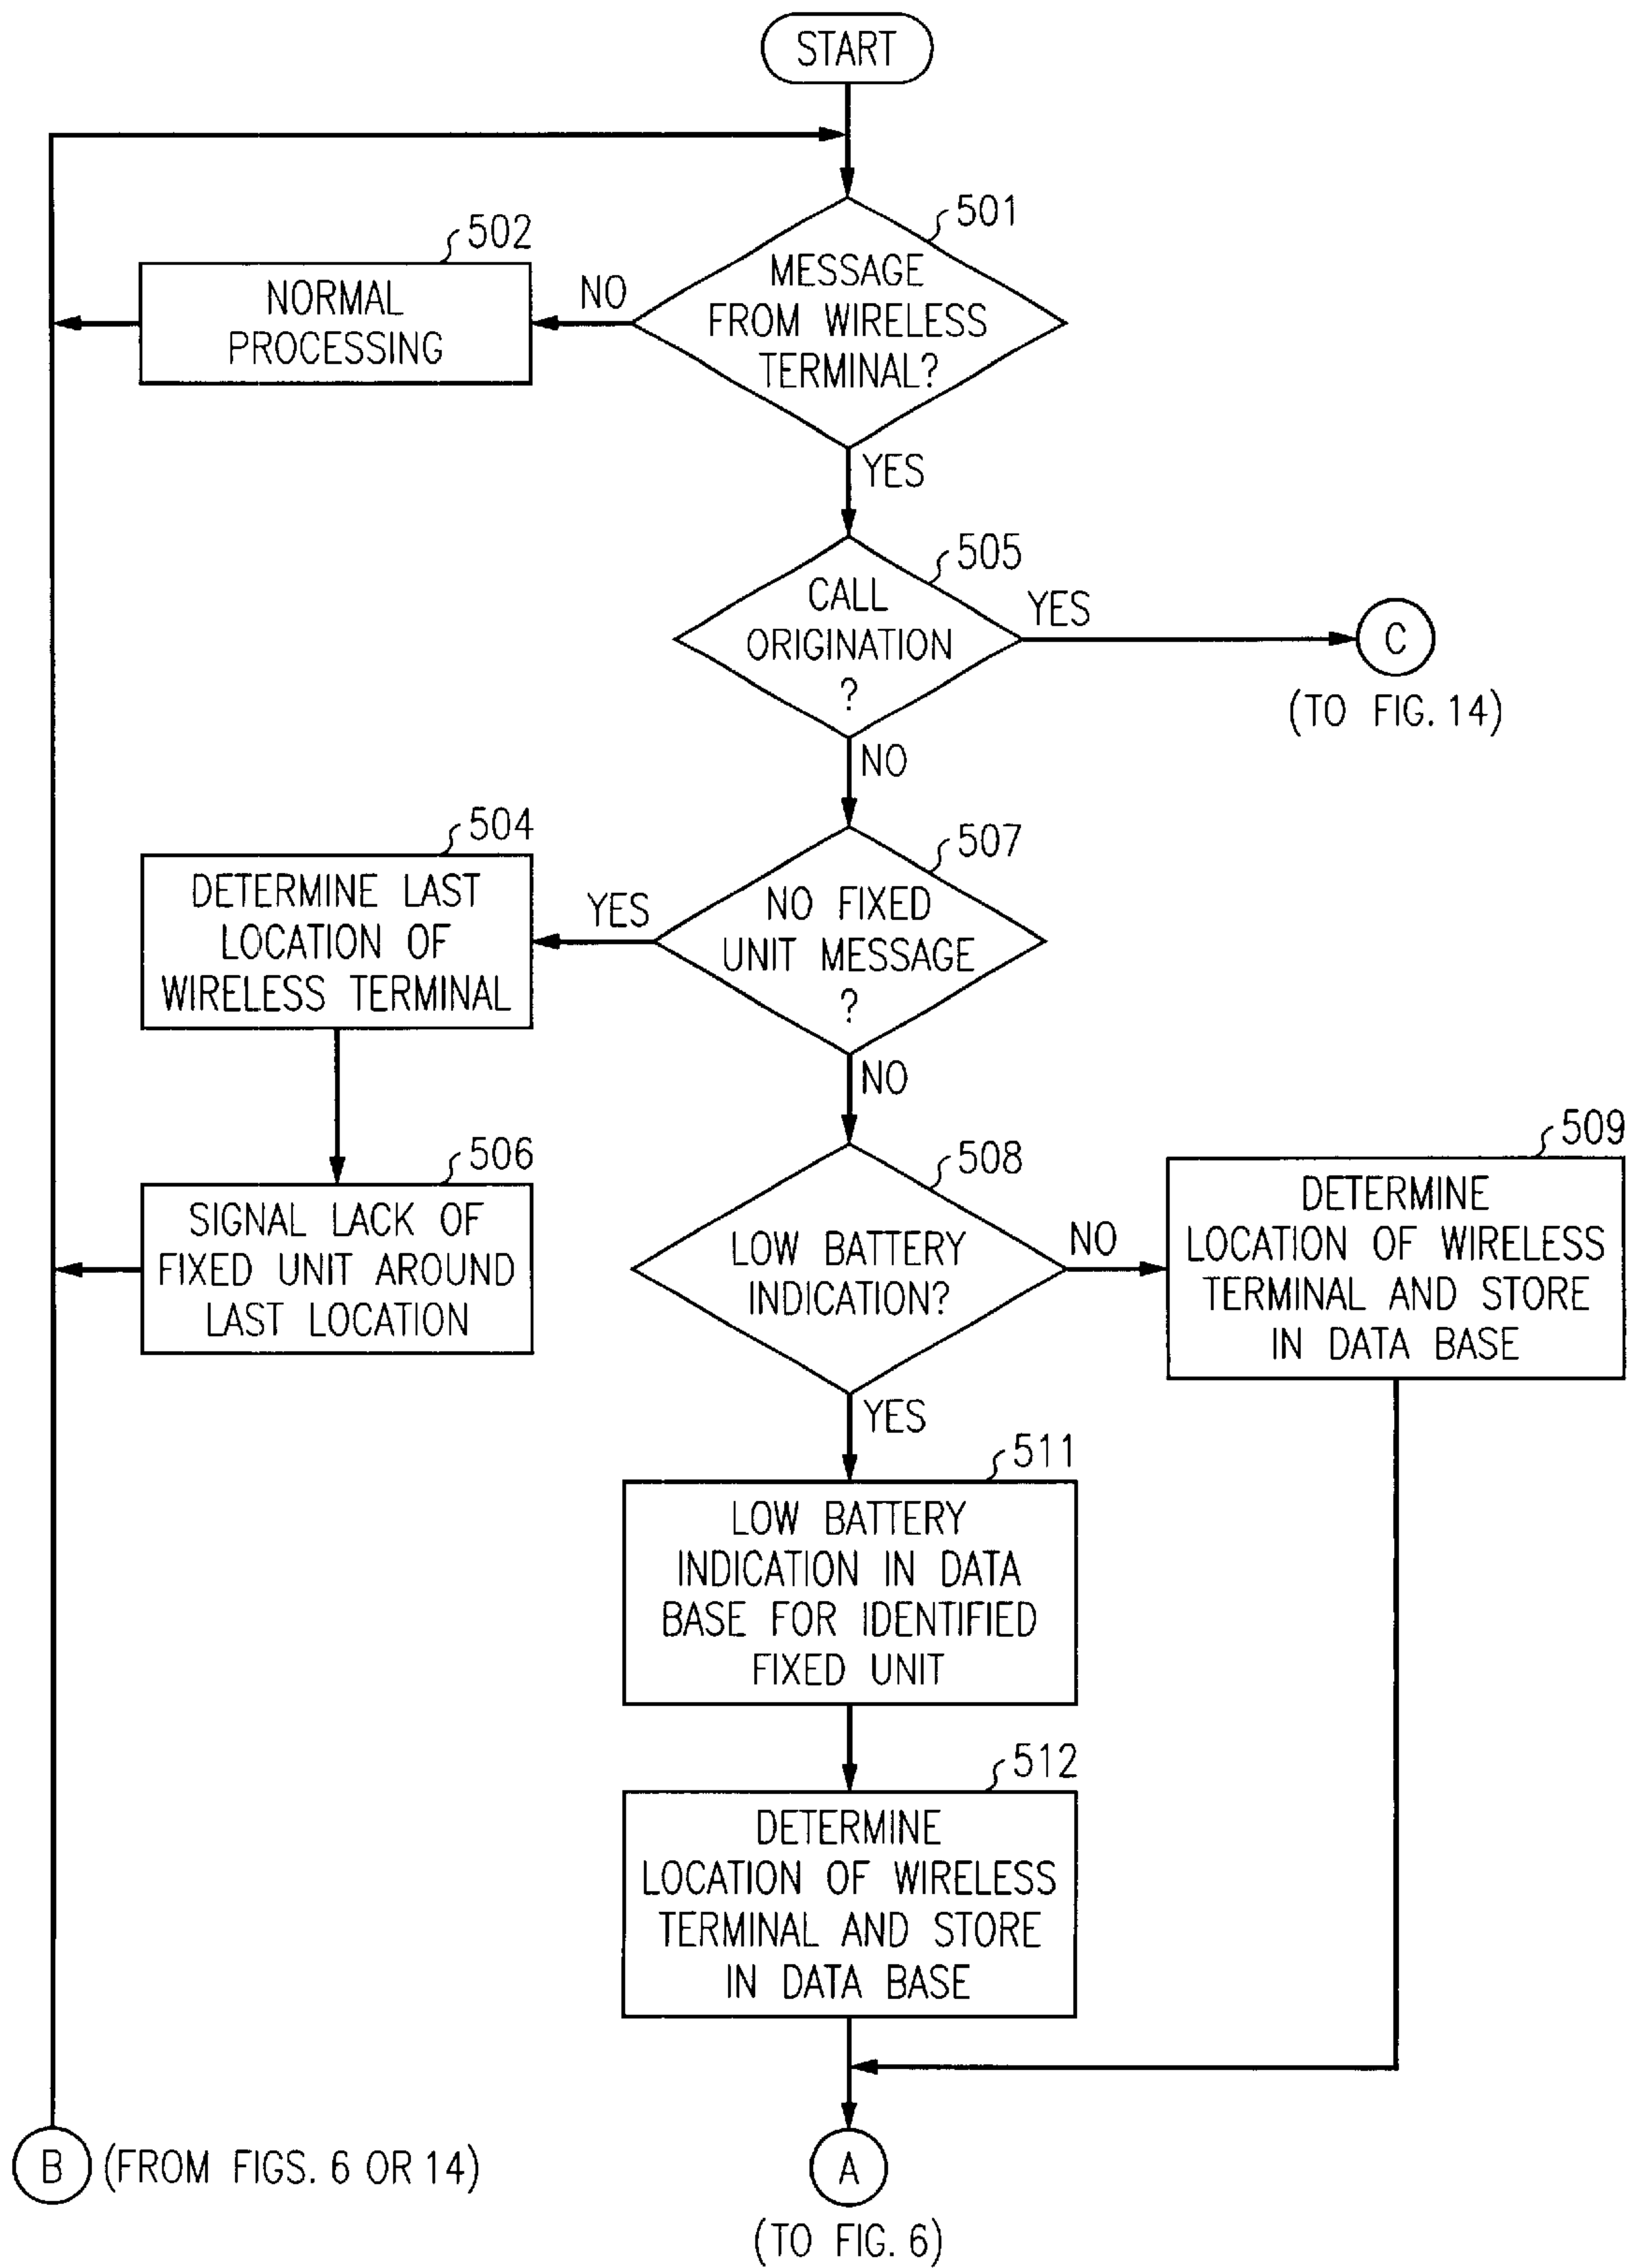 START
501
MESSAGE
FROM WIRELESS
TERMINAL?
502
NORMAL
PROCESSING
NO
YES
505
CALL
ORIGINATION
?
YES
C
(TO FIG. 14)
NO
504
DETERMINE LAST
LOCATION OF
WIRELESS TERMINAL
YES
507
NO FIXED
UNIT MESSAGE
?
NO
506
SIGNAL LACK OF
FIXED UNIT AROUND
LAST LOCATION
508
LOW BATTERY
INDICATION?
NO
509
DETERMINE
LOCATION OF WIRELESS
TERMINAL AND STORE
IN DATA BASE
YES
511
LOW BATTERY
INDICATION IN DATA
BASE FOR IDENTIFIED
FIXED UNIT
512
DETERMINE
LOCATION OF WIRELESS
TERMINAL AND STORE
IN DATA BASE
B (FROM FIGS. 6 OR 14)
A
(TO FIG. 6)